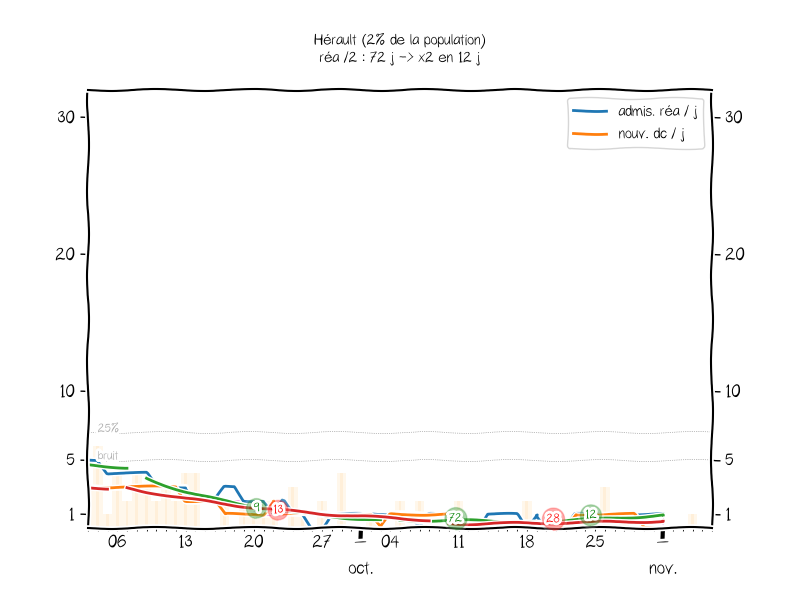 Hérault (2% de la population)
réa /2 : 72 j -> x2 en 12 j
admis. réa / j
nouv. dc / j
30 30
20 20
10 10
25%
5 bruit 5
1 9 13 72 28 12 1
06 13 20 27 04 11 18 25
oct. nov.